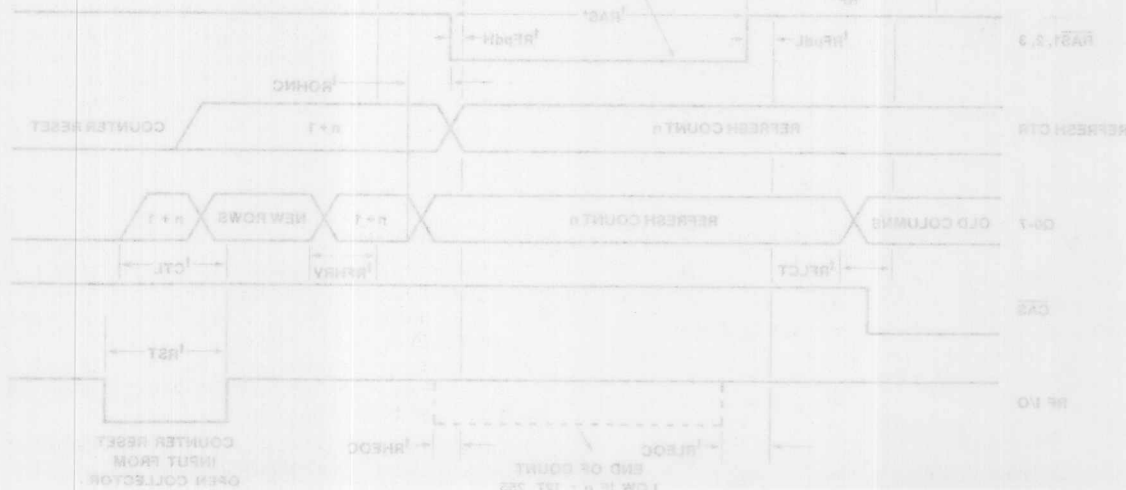 tRAS'
RAS1, 2, 3
tRFpdL
tRFpdH
tROHNC
REFRESH CTR
REFRESH COUNT n
n + 1
COUNTER RESET
Q0-7
OLD COLUMNS
REFRESH COUNT n
n + 1
NEW ROWS
n + 1
tRFLCT
tRFHRV
tCTL
CAS
tRST
RF I/O
tRLEOC
END OF COUNT
tRHEOC
COUNTER RESET
INPUT FROM
OPEN COLLECTOR